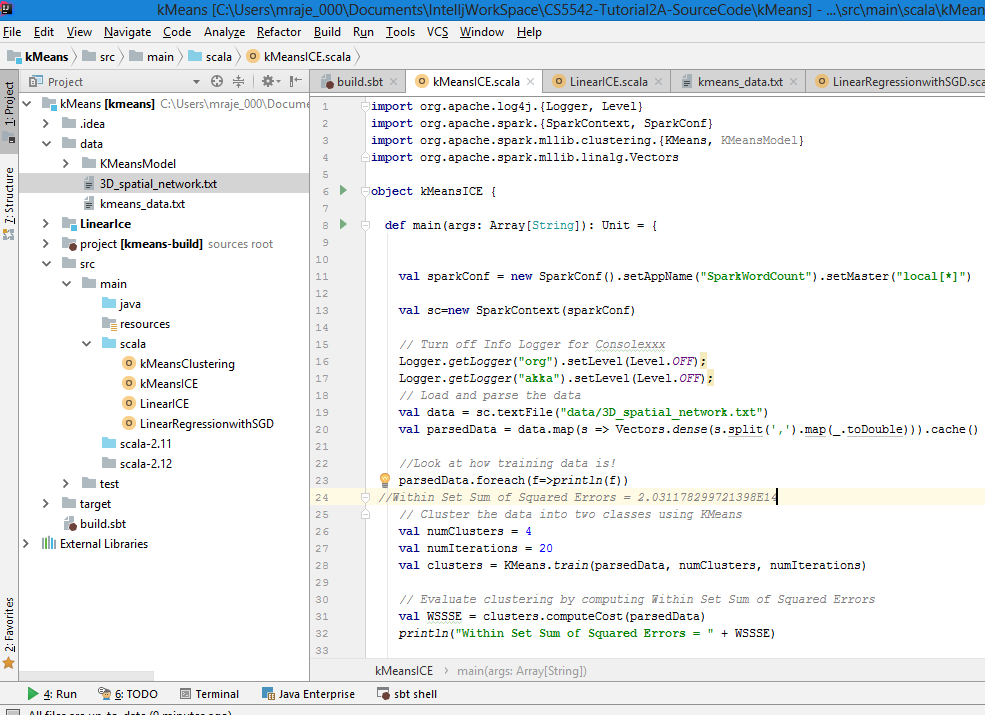 kMeans [C:\Users\mraje_000\Documents\IntelljWorkSpace\CS5542-Tutorial2A-SourceCode\kMeans] - ...\src\main\scala\kMean
File Edit View Navigate Code Analyze Refactor Build Run Tools VCS Window Help
kMeans src main scala kMeansICE.scala
Project
build.sbt kMeansICE.scala LinearICE.scala kmeans_data.txt LinearRegressionwithSGD.sca
1: Project
7: Structure
2: Favorites
kMeans [kmeans] C:\Users\mraje_000\Docume
.idea
data
KMeansModel
3D_spatial_network.txt
kmeans_data.txt
LinearIce
project [kmeans-build] sources root
src
main
java
resources
scala
kMeansClustering
kMeansICE
LinearICE
LinearRegressionwithSGD
scala-2.11
scala-2.12
test
target
build.sbt
External Libraries
1 import org.apache.log4j.{Logger, Level}
2 import org.apache.spark.{SparkContext, SparkConf}
3 import org.apache.spark.mllib.clustering.{KMeans, KMeansModel}
4 import org.apache.spark.mllib.linalg.Vectors
5
6 object kMeansICE {
7
8 def main(args: Array[String]): Unit = {
9
10
11 val sparkConf = new SparkConf().setAppName("SparkWordCount").setMaster("local[*]")
12
13 val sc=new SparkContext(sparkConf)
14
15 // Turn off Info Logger for Consolexxx
16 Logger.getLogger("org").setLevel(Level.OFF);
17 Logger.getLogger("akka").setLevel(Level.OFF);
18 // Load and parse the data
19 val data = sc.textFile("data/3D_spatial_network.txt")
20 val parsedData = data.map(s => Vectors.dense(s.split(',').map(_.toDouble))).cache()
21
22 //Look at how training data is!
23 parsedData.foreach(f=>println(f))
24 //Within Set Sum of Squared Errors = 2.031178299721398E14
25 // Cluster the data into two classes using KMeans
26 val numClusters = 4
27 val numIterations = 20
28 val clusters = KMeans.train(parsedData, numClusters, numIterations)
29
30 // Evaluate clustering by computing Within Set Sum of Squared Errors
31 val WSSSE = clusters.computeCost(parsedData)
32 println("Within Set Sum of Squared Errors = " + WSSSE)
33
kMeansICE main(args: Array[String])
4: Run 6: TODO Terminal Java Enterprise sbt shell
All files are up-to-date (9 minutes ago)